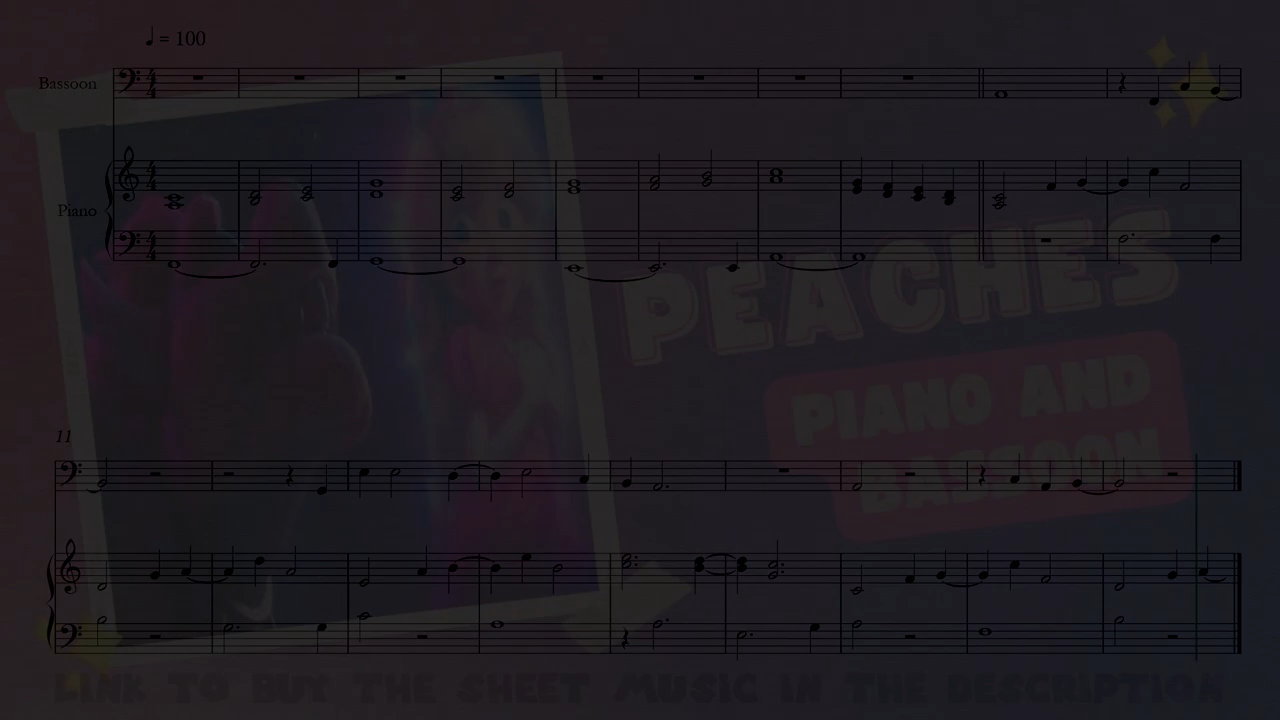 ♩ = 100
Bassoon
Piano
PEACHES
PIANO AND
BASSOON
11
LINK TO BUY THE SHEET MUSIC IN THE DESCRIPTION